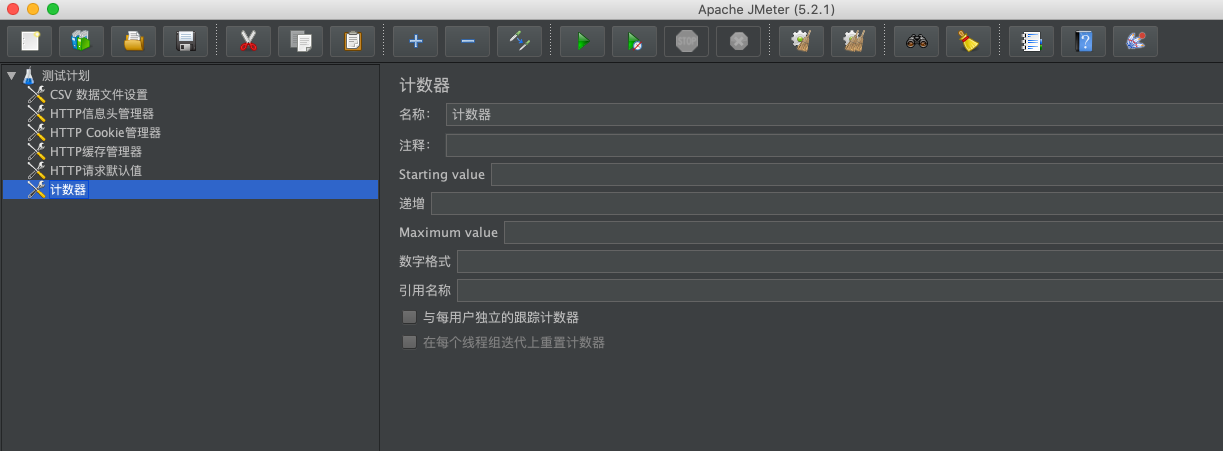 Apache JMeter (5.2.1)
STOP
测试计划
CSV 数据文件设置
HTTP信息头管理器
HTTP Cookie管理器
HTTP缓存管理器
HTTP请求默认值
计数器
计数器
名称： 计数器
注释：
Starting value
递增
Maximum value
数字格式
引用名称
与每用户独立的跟踪计数器
在每个线程组迭代上重置计数器